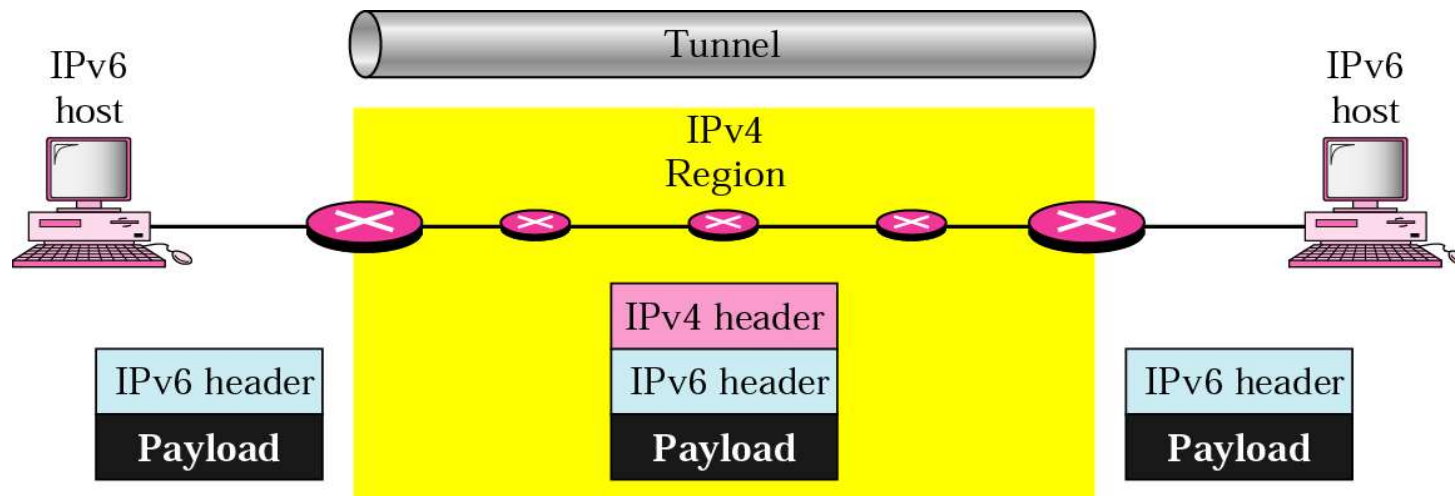 Tunnel
IPv6
host
IPv6
host
IPv4
Region
IPv4 header
IPv6 header
IPv6 header
IPv6 header
Payload
Payload
Payload